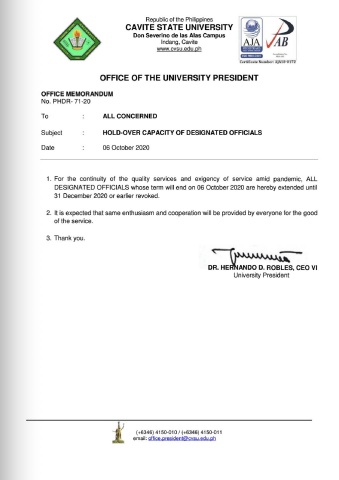 Republic of the Philippines
CAVITE STATE UNIVERSITY
Don Severino de las Alas Campus
Indang, Cavite
www.cvsu.edu.ph
AJA
PAB
OFFICE OF THE UNIVERSITY PRESIDENT
OFFICE MEMORANDUM
No. PHDR- 71-20
To : ALL CONCERNED
Subject : HOLD-OVER CAPACITY OF DESIGNATED OFFICIALS
Date : 06 October 2020
1. For the continuity of the quality services and exigency of service amid pandemic, ALL
DESIGNATED OFFICIALS whose term will end on 06 October 2020 are hereby extended until
31 December 2020 or earlier revoked.
2. It is expected that same enthusiasm and cooperation will be provided by everyone for the good
of the service.
3. Thank you.
DR. HERNANDO D. ROBLES, CEO VI
University President
(+6346) 4150-010 / (+6346) 4150-011
email: office.president@cvsu.edu.ph